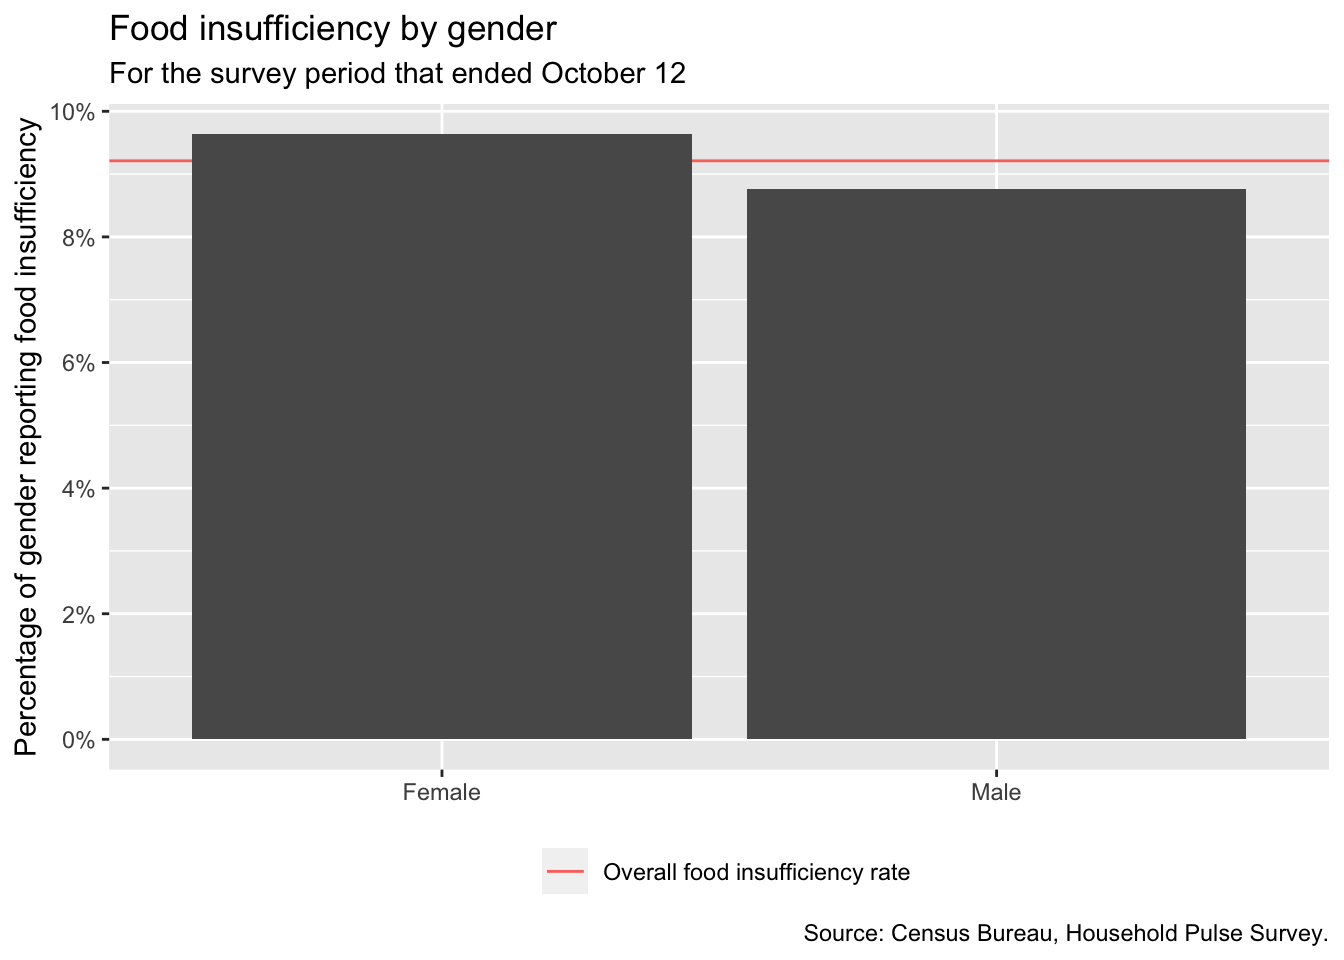 Food insufficiency by gender
For the survey period that ended October 12
Percentage of gender reporting food insufficiency
10%
8%
6%
4%
2%
0%
Female
Male
Overall food insufficiency rate
Source: Census Bureau, Household Pulse Survey.